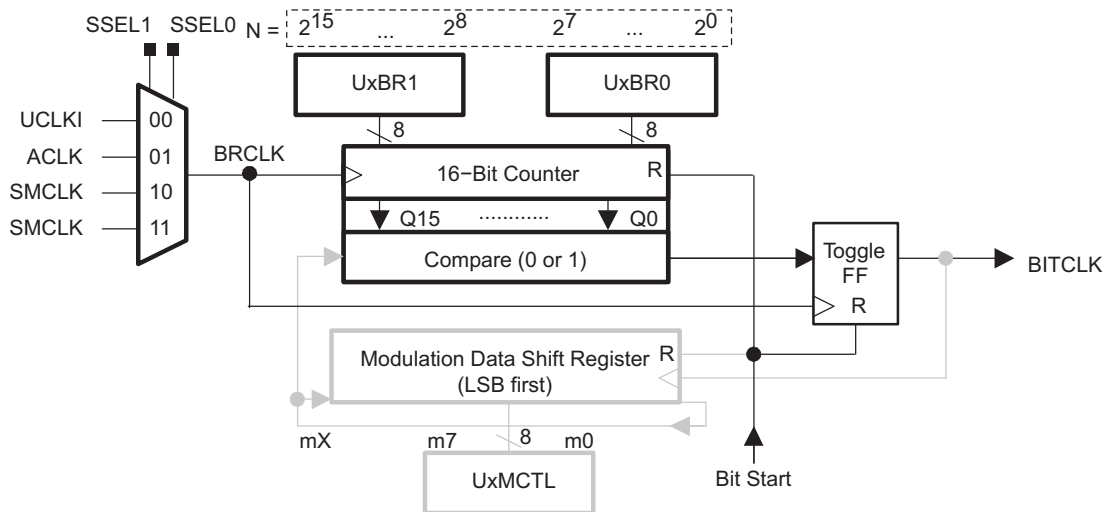 SSEL1 SSEL0 N = 2^15 ... 2^8 2^7 ... 2^0
UxBR1 UxBR0
8 8
UCLKI 00
ACLK 01
SMCLK 10
SMCLK 11
BRCLK
16−Bit Counter R
Q15 ............ Q0
Compare (0 or 1)
Toggle
FF
R
BITCLK
Modulation Data Shift Register R
(LSB first)
mX m7 8 m0
UxMCTL
Bit Start